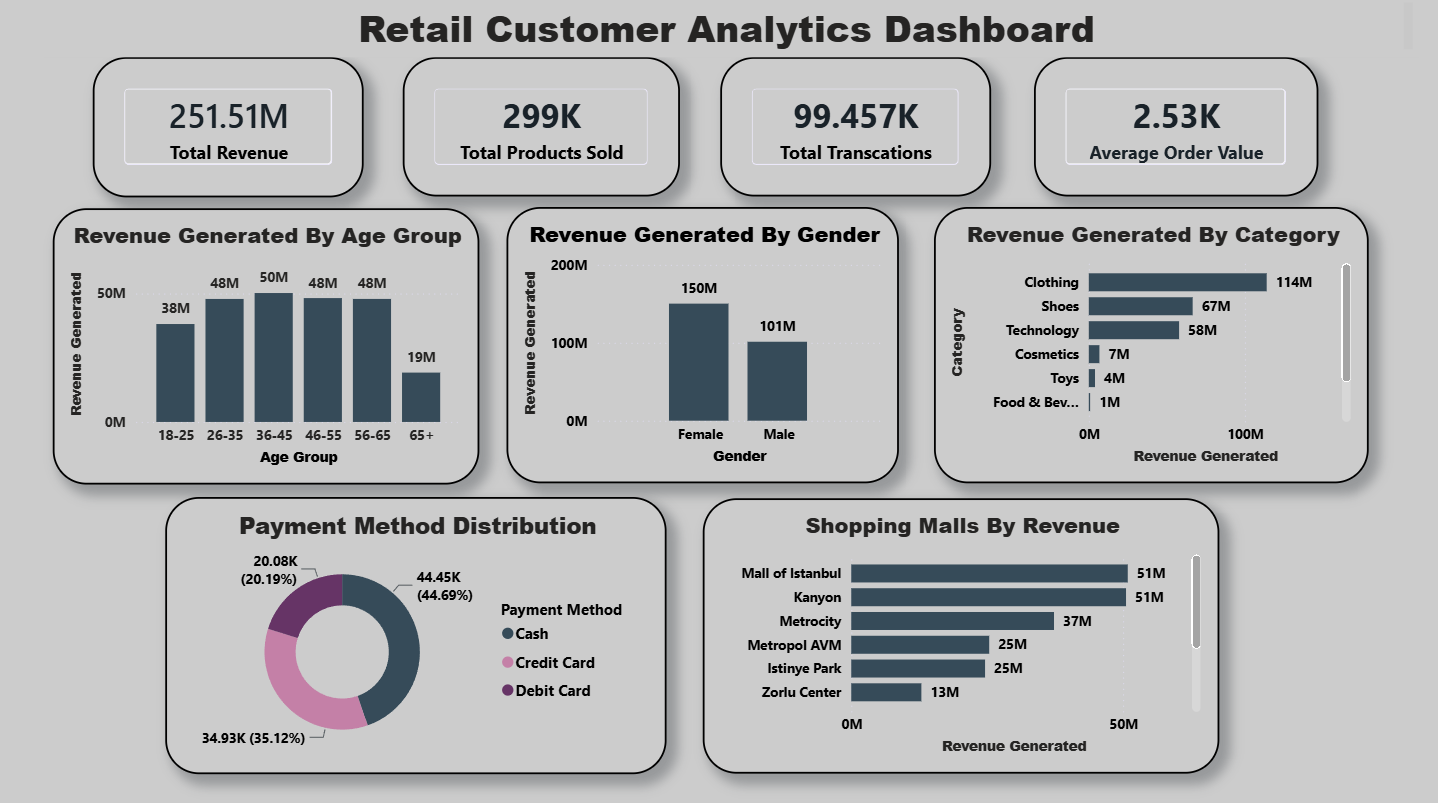 Retail Customer Analytics Dashboard
251.51M
Total Revenue
299K
Total Products Sold
99.457K
Total Transcations
2.53K
Average Order Value
Revenue Generated By Age Group
Revenue Generated
50M
0M
38M
48M
50M
48M
48M
19M
18-25
26-35
36-45
46-55
56-65
65+
Age Group
Revenue Generated By Gender
Revenue Generated
200M
100M
0M
150M
101M
Female
Male
Gender
Revenue Generated By Category
Category
Clothing 114M
Shoes 67M
Technology 58M
Cosmetics 7M
Toys 4M
Food & Bev... 1M
0M
100M
Revenue Generated
Payment Method Distribution
20.08K
(20.19%)
44.45K
(44.69%)
34.93K (35.12%)
Payment Method
Cash
Credit Card
Debit Card
Shopping Malls By Revenue
Mall of Istanbul 51M
Kanyon 51M
Metrocity 37M
Metropol AVM 25M
Istinye Park 25M
Zorlu Center 13M
0M
50M
Revenue Generated